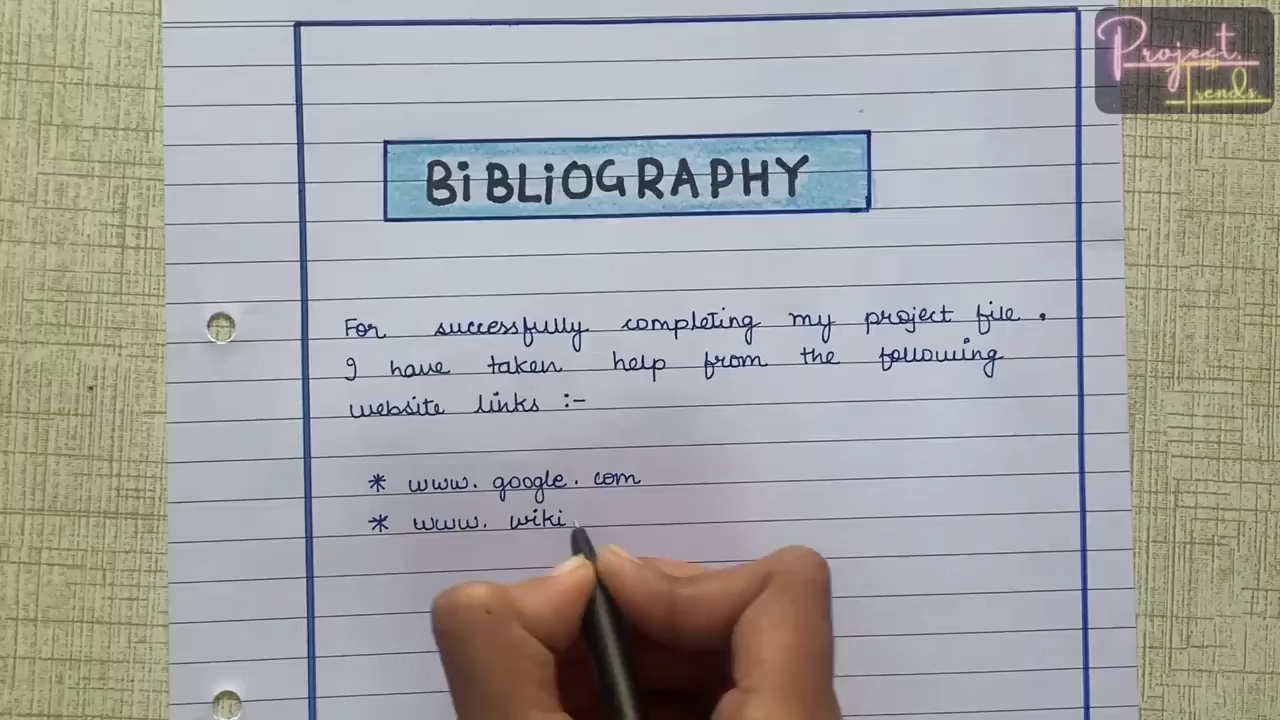 Project
Trends
BiBLiOGRAPHY
For successfully completing my project file .
I have taken help from the following
website links :-
* www. google. com
* www. wiki